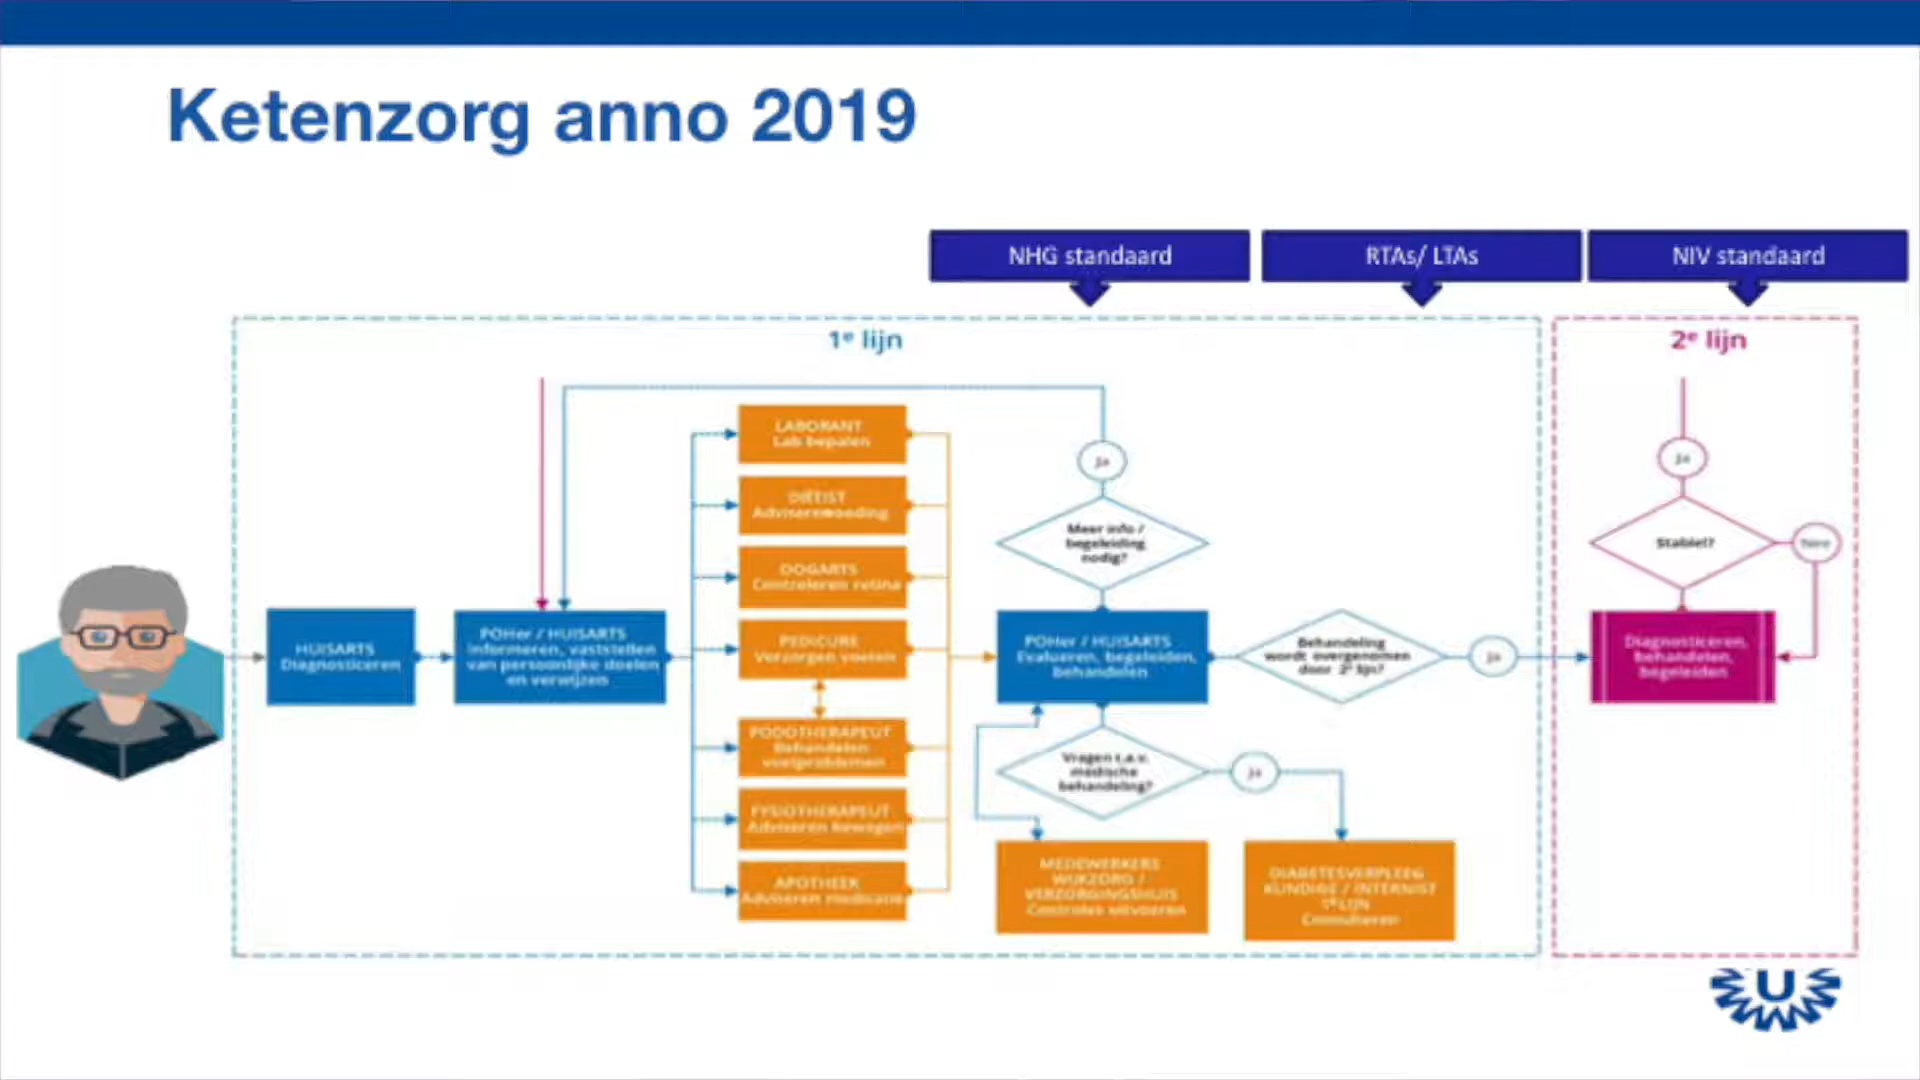 Ketenzorg anno 2019
NHG standaard
RTAs/ LTAs
NIV standaard
1e lijn
2e lijn
HUISARTS
Diagnosticeren
POHer / HUISARTS
informeren, vaststellen
van persoonlijke doelen
en verwijzen
LABORANT
Lab bepalen
DIËTIST
Adviseren voeding
OOGARTS
Controleren retina
PEDICURE
Verzorgen voeten
PODOTHERAPEUT
Behandelen
voetproblemen
FYSIOTHERAPEUT
Adviseren bewegen
APOTHEEK
Adviseren medicatie
Ja
Meer info /
begeleiding
nodig?
POHer / HUISARTS
Evalueren, begeleiden,
behandelen
Vragen t.a.v.
medische
behandeling?
Ja
MEDEWERKERS
WIJKZORG /
VERZORGINGSHUIS
Controles uitvoeren
DIABETESVERPLEEG
KUNDIGE / INTERNIST
1e LIJN
Consulteren
Behandeling
wordt overgenomen
door 2e lijn?
Ja
Ja
Stabiel?
Nee
Diagnosticeren,
behandelen,
begeleiden
U